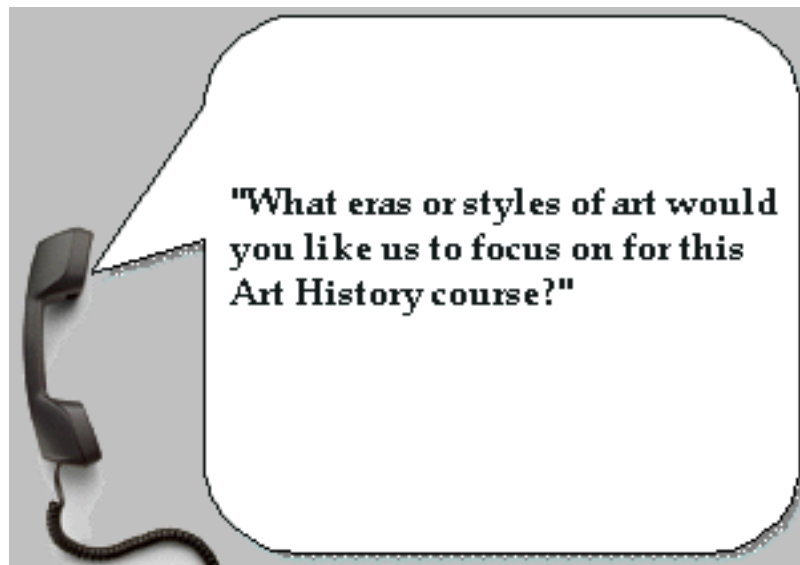 "What eras or styles of art would
you like us to focus on for this
Art History course?"